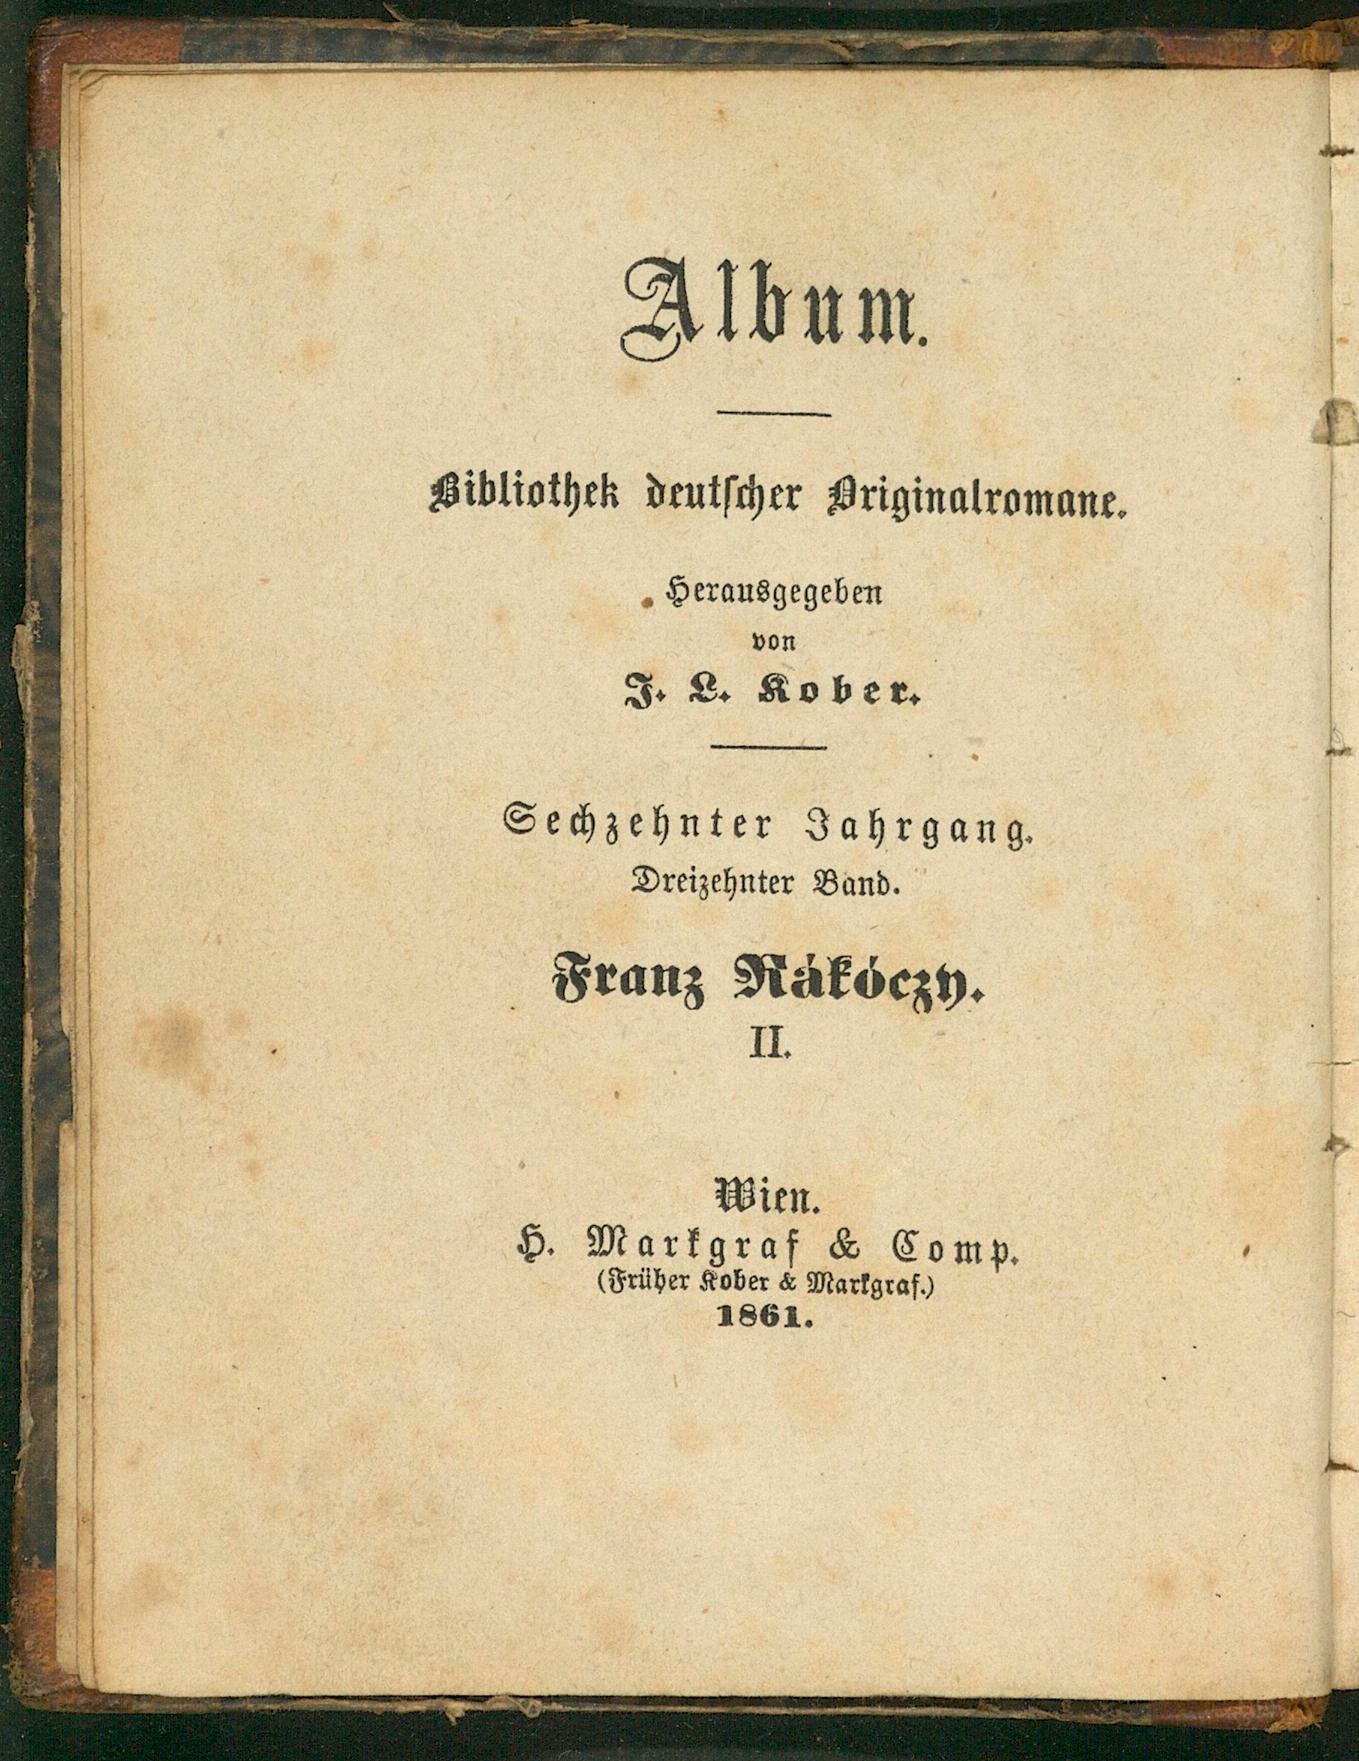 Album.
Bibliothek deutscher Originalromane.
Herausgegeben
von
J. L. Kober.
Sechzehnter Jahrgang.
Dreizehnter Band.
Franz Rákóczy.
II.
Wien.
H. Markgraf & Comp.
(Früher Kober & Markgraf.)
1861.